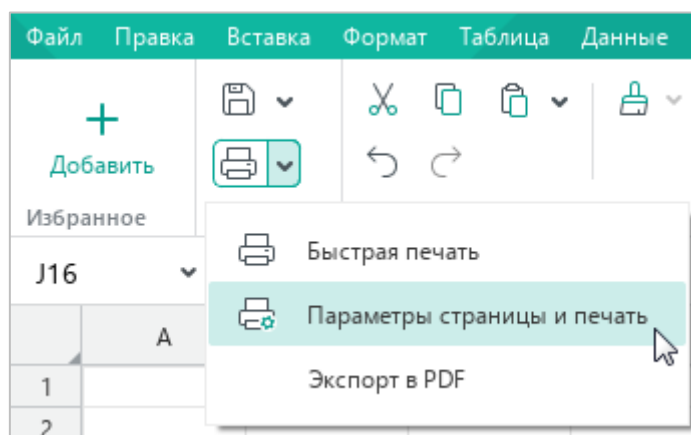 Файл Правка Вставка Формат Таблица Данные
Добавить
Избранное
J16
Быстрая печать
A
Параметры страницы и печать
1
Экспорт в PDF
2